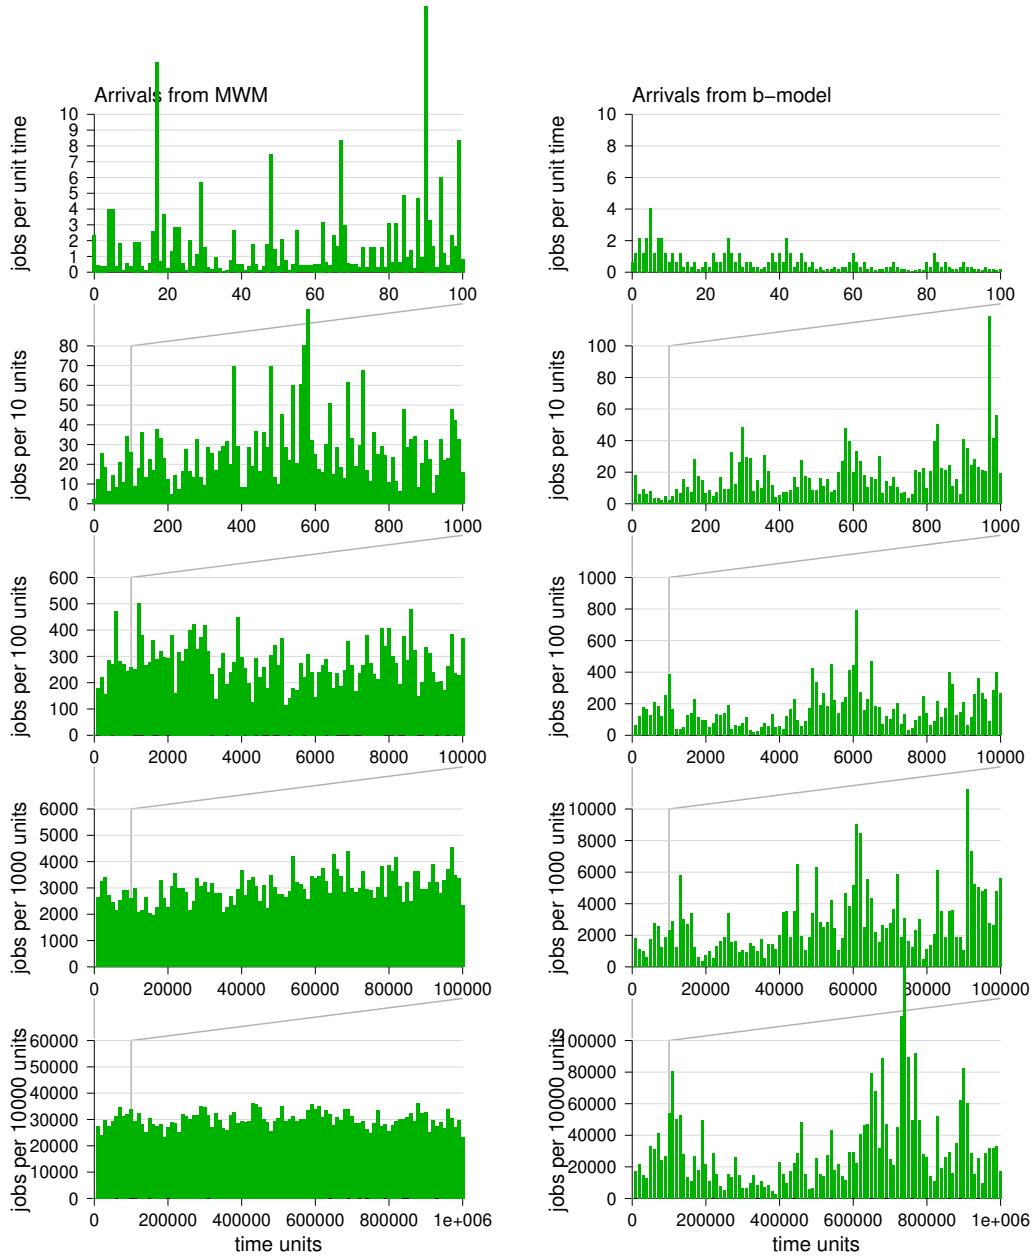 Arrivals from MWM
jobs per unit time
10
9
8
7
6
5
4
3
2
1
0
0 20 40 60 80 100
Arrivals from b−model
jobs per unit time
10
8
6
4
2
0
0 20 40 60 80 100
jobs per 10 units
80
70
60
50
40
30
20
10
0
0 200 400 600 800 1000
jobs per 10 units
100
80
60
40
20
0
0 200 400 600 800 1000
jobs per 100 units
600
500
400
300
200
100
0
0 2000 4000 6000 8000 10000
jobs per 100 units
1000
800
600
400
200
0
0 2000 4000 6000 8000 10000
jobs per 1000 units
6000
5000
4000
3000
2000
1000
0
0 20000 40000 60000 80000 100000
jobs per 1000 units
10000
8000
6000
4000
2000
0
0 20000 40000 60000 80000 100000
jobs per 10000 units
60000
50000
40000
30000
20000
10000
0
0 200000 400000 600000 800000 1e+006
time units
jobs per 10000 units
100000
80000
60000
40000
20000
0
0 200000 400000 600000 800000 1e+006
time units